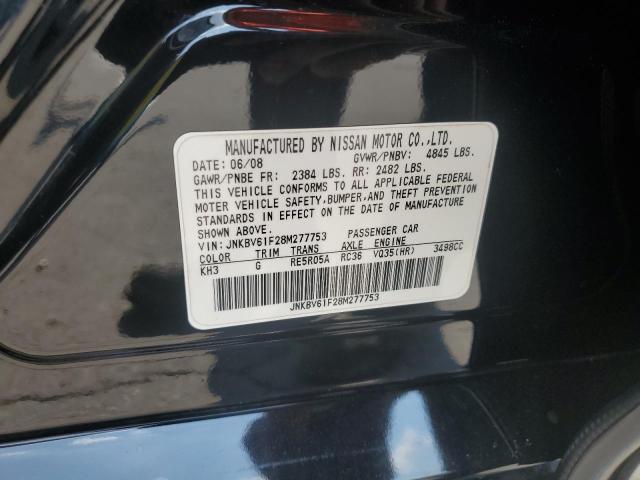 MANUFACTURED BY NISSAN MOTOR CO.,LTD.
DATE: 06/08 GVWR/PNBV: 4845 LBS.
GAWR/PNBE FR: 2384 LBS. RR: 2482 LBS.
THIS VEHICLE CONFORMS TO ALL APPLICABLE FEDERAL
MOTOR VEHICLE SAFETY,BUMPER,AND THEFT PREVENTION
STANDARDS IN EFFECT ON THE DATE OF MANUFACTURE
SHOWN ABOVE.
VIN: JNKBV61F28M277753 PASSENGER CAR
COLOR TRIM TRANS AXLE ENGINE
KH3 G RE5R05A RC36 VQ35(HR) 3498CC
JNKBV61F28M277753